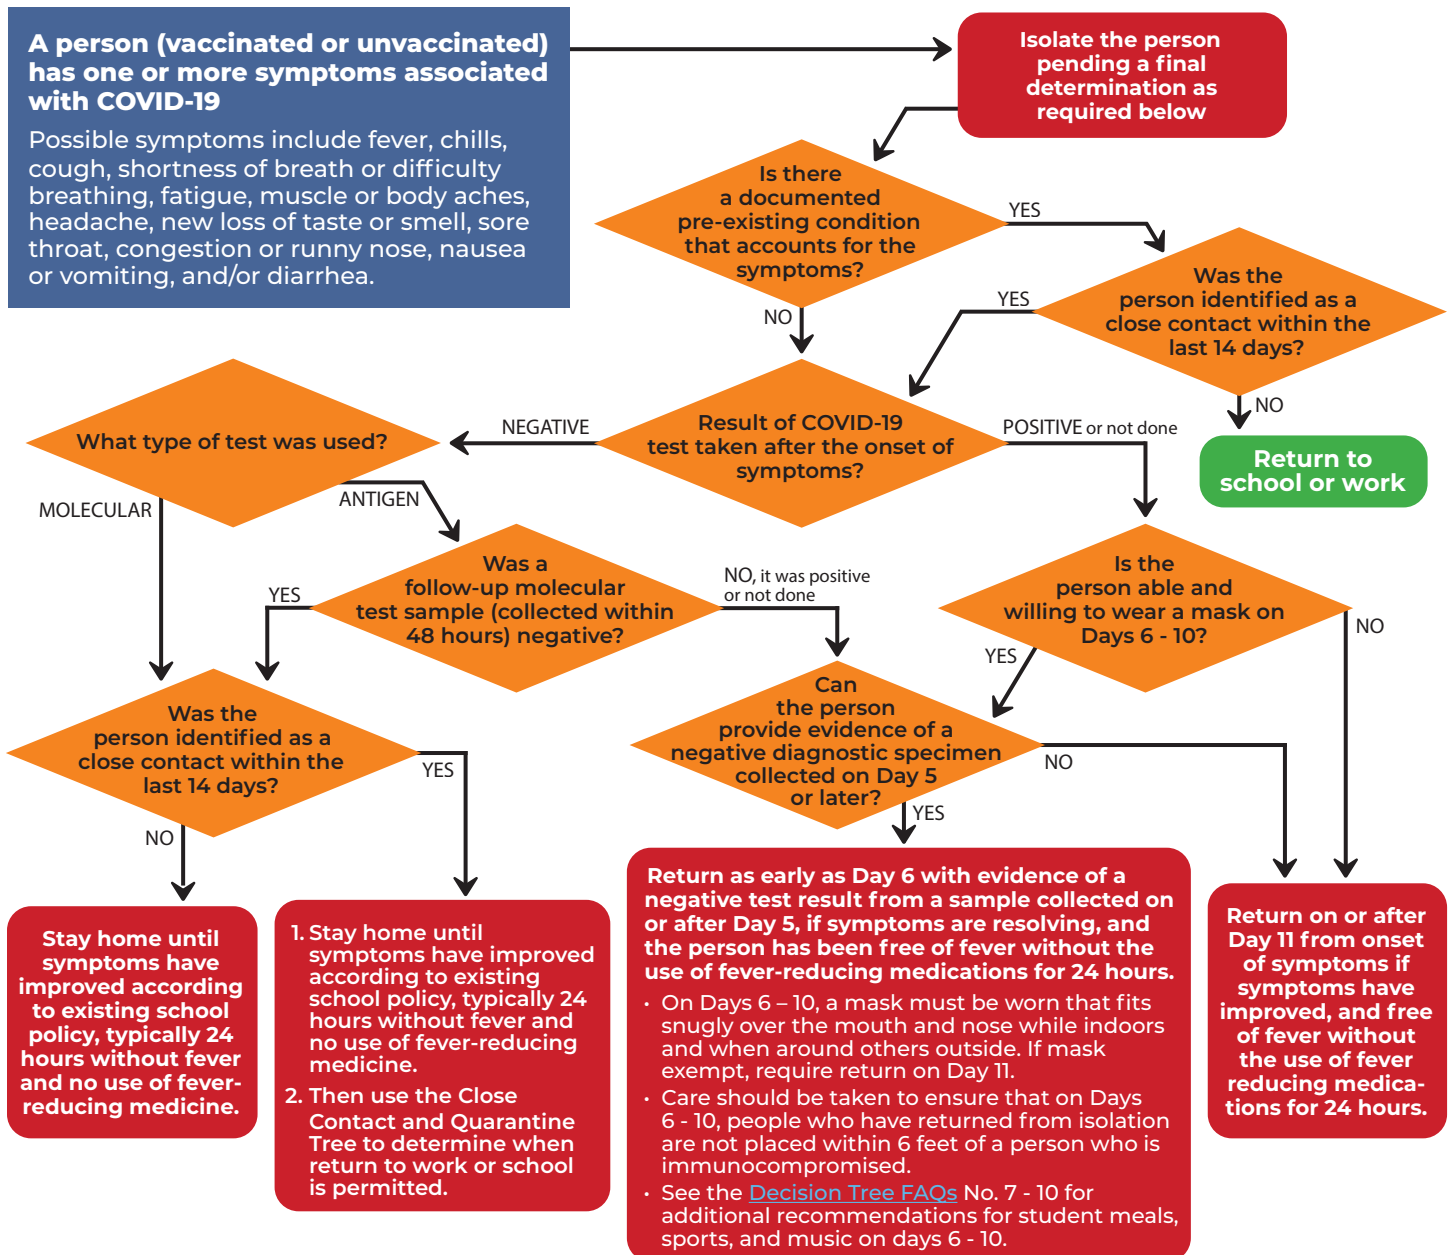 A person (vaccinated or unvaccinated)
has one or more symptoms associated
with COVID-19
Possible symptoms include fever, chills,
cough, shortness of breath or difficulty
breathing, fatigue, muscle or body aches,
headache, new loss of taste or smell, sore
throat, congestion or runny nose, nausea
or vomiting, and/or diarrhea.
Isolate the person
pending a final
determination as
required below
Is there
a documented
pre-existing condition
that accounts for the
symptoms?
YES
NO
Was the
person identified as a
close contact within the
last 14 days?
YES
NO
Return to
school or work
Result of COVID-19
test taken after the onset of
symptoms?
NEGATIVE
POSITIVE or not done
What type of test was used?
MOLECULAR
ANTIGEN
Was a
follow-up molecular
test sample (collected within
48 hours) negative?
YES
NO, it was positive
or not done
Is the
person able and
willing to wear a mask on
Days 6 - 10?
YES
NO
Can
the person
provide evidence of a
negative diagnostic specimen
collected on Day 5
or later?
NO
YES
Was the
person identified as a
close contact within the
last 14 days?
YES
NO
Stay home until
symptoms have
improved according
to existing school
policy, typically 24
hours without fever
and no use of fever-
reducing medicine.
1. Stay home until
symptoms have improved
according to existing
school policy, typically 24
hours without fever and
no use of fever-reducing
medicine.
2. Then use the Close
Contact and Quarantine
Tree to determine when
return to work or school
is permitted.
Return as early as Day 6 with evidence of a
negative test result from a sample collected on
or after Day 5, if symptoms are resolving, and
the person has been free of fever without the
use of fever-reducing medications for 24 hours.
• On Days 6 – 10, a mask must be worn that fits
snugly over the mouth and nose while indoors
and when around others outside. If mask
exempt, require return on Day 11.
• Care should be taken to ensure that on Days
6 - 10, people who have returned from isolation
are not placed within 6 feet of a person who is
immunocompromised.
• See the Decision Tree FAQs No. 7 - 10 for
additional recommendations for student meals,
sports, and music on days 6 - 10.
Return on or after
Day 11 from onset
of symptoms if
symptoms have
improved, and free
of fever without
the use of fever
reducing medica-
tions for 24 hours.